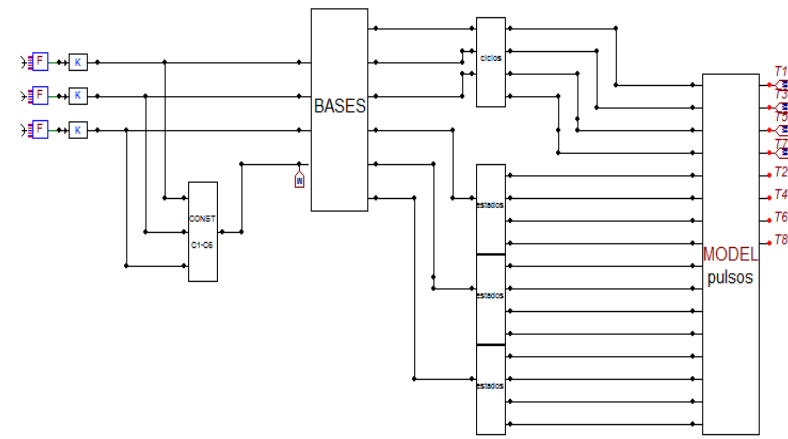 F
K
F
K
F
K
BASES
CONST
C1-C6
ciclos
estados
estados
estados
MODEL
pulsos
T1
T3
T5
T7
T2
T4
T6
T8